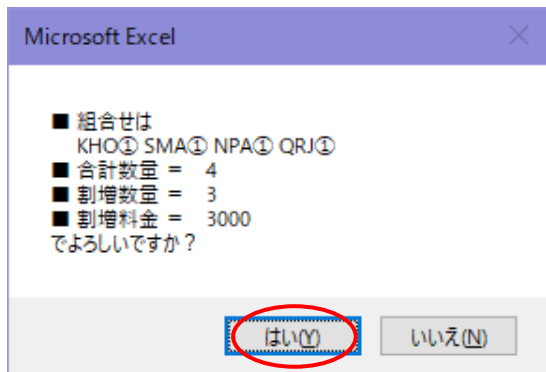 Microsoft Excel
■ 組合せは
KHO① SMA① NPA① QRJ①
■ 合計数量 = 4
■ 割増数量 = 3
■ 割増料金 = 3000
でよろしいですか？
はい(Y) いいえ(N)